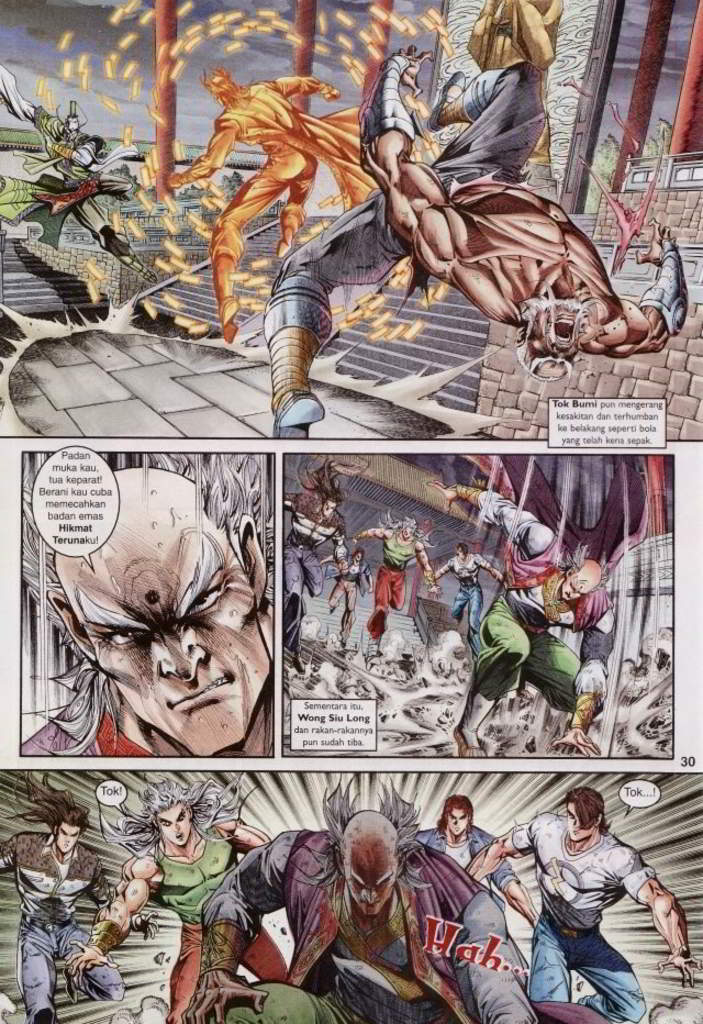 Tok Bumi pun mengerang
kesakitan dan terhumban
ke belakang seperti bola
yang telah kena sepak.
Padan
muka kau,
tua keparat!
Berani kau cuba
memecahkan
badan emas
Hikmat
Terunaku!
Sementara itu,
Wong Siu Long
dan rakan-rakannya
pun sudah tiba.
30
Tok!
Tok...!
Hah...